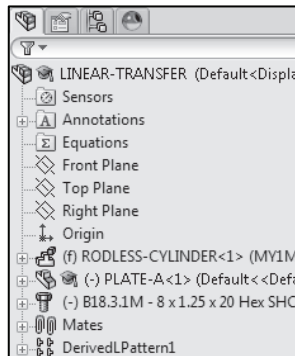 LINEAR-TRANSFER (Default<Displa
Sensors
A Annotations
Σ Equations
Front Plane
Top Plane
Right Plane
Origin
(f) RODLESS-CYLINDER<1> (MY1M
(-) PLATE-A<1> (Default<<Defa
(-) B18.3.1M - 8 x 1.25 x 20 Hex SHC
Mates
DerivedLPattern1